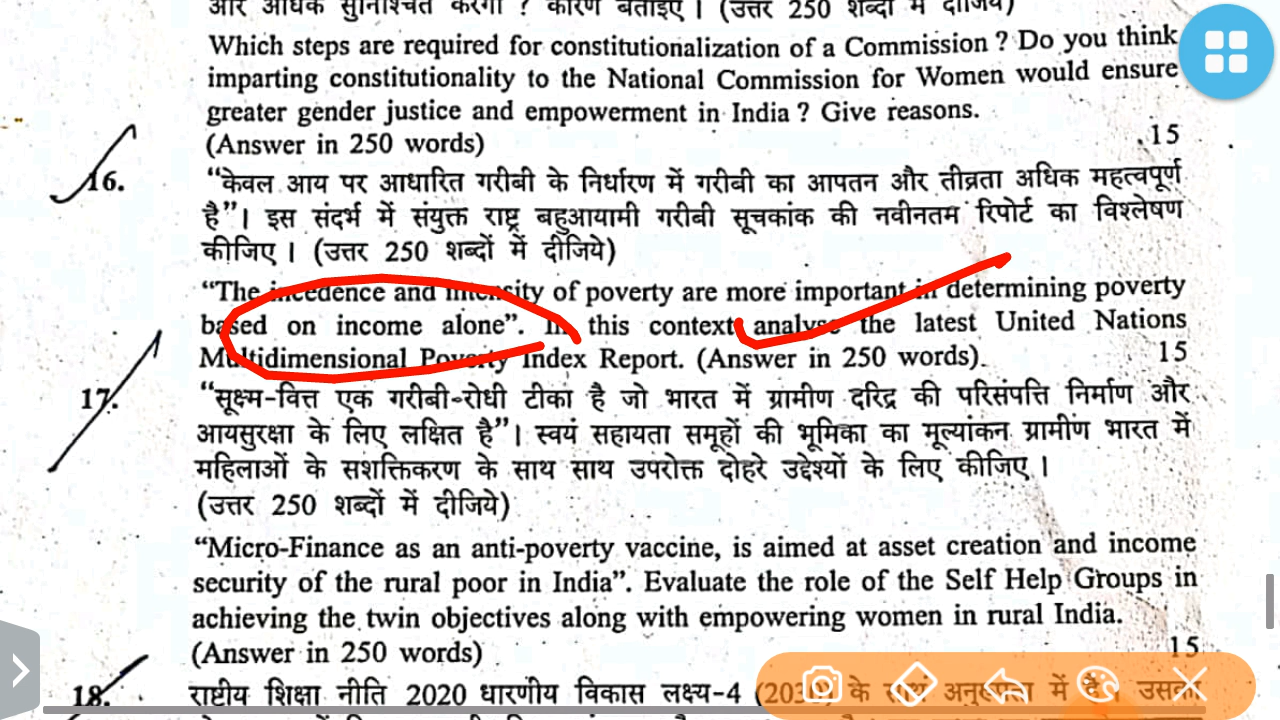 और अधिक सुनिश्चित करेगा ? कारण बताइए । (उत्तर 250 शब्दों में दीजिये)
Which steps are required for constitutionalization of a Commission ? Do you think
imparting constitutionality to the National Commission for Women would ensure
greater gender justice and empowerment in India ? Give reasons.
(Answer in 250 words) 15
16. “केवल आय पर आधारित गरीबी के निर्धारण में गरीबी का आपतन और तीव्रता अधिक महत्वपूर्ण
है” । इस संदर्भ में संयुक्त राष्ट्र बहुआयामी गरीबी सूचकांक की नवीनतम रिपोर्ट का विश्लेषण
कीजिए । (उत्तर 250 शब्दों में दीजिये)
“The incedence and intensity of poverty are more important in determining poverty
based on income alone”. In this context analyse the latest United Nations
Multidimensional Poverty Index Report. (Answer in 250 words). 15
17. “सूक्ष्म-वित्त एक गरीबी-रोधी टीका है जो भारत में ग्रामीण दरिद्र की परिसंपत्ति निर्माण और
आयसुरक्षा के लिए लक्षित है” । स्वयं सहायता समूहों की भूमिका का मूल्यांकन ग्रामीण भारत में
महिलाओं के सशक्तिकरण के साथ साथ उपरोक्त दोहरे उद्देश्यों के लिए कीजिए ।
(उत्तर 250 शब्दों में दीजिये)
“Micro-Finance as an anti-poverty vaccine, is aimed at asset creation and income
security of the rural poor in India”. Evaluate the role of the Self Help Groups in
achieving the twin objectives along with empowering women in rural India.
(Answer in 250 words) 15
18. राष्ट्रीय शिक्षा नीति 2020 धारणीय विकास लक्ष्य-4 (2030) के साथ अनुरूपता में है । उसका